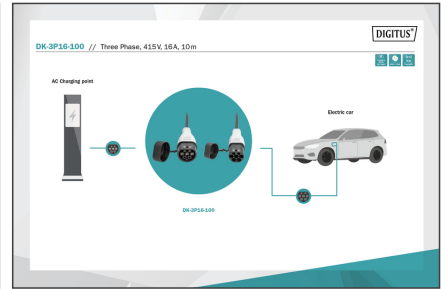 DIGITUS®
DK-3P16-100 // Three Phase, 415V, 16A, 10m
AC Charging point
Electric car
DK-3P16-100